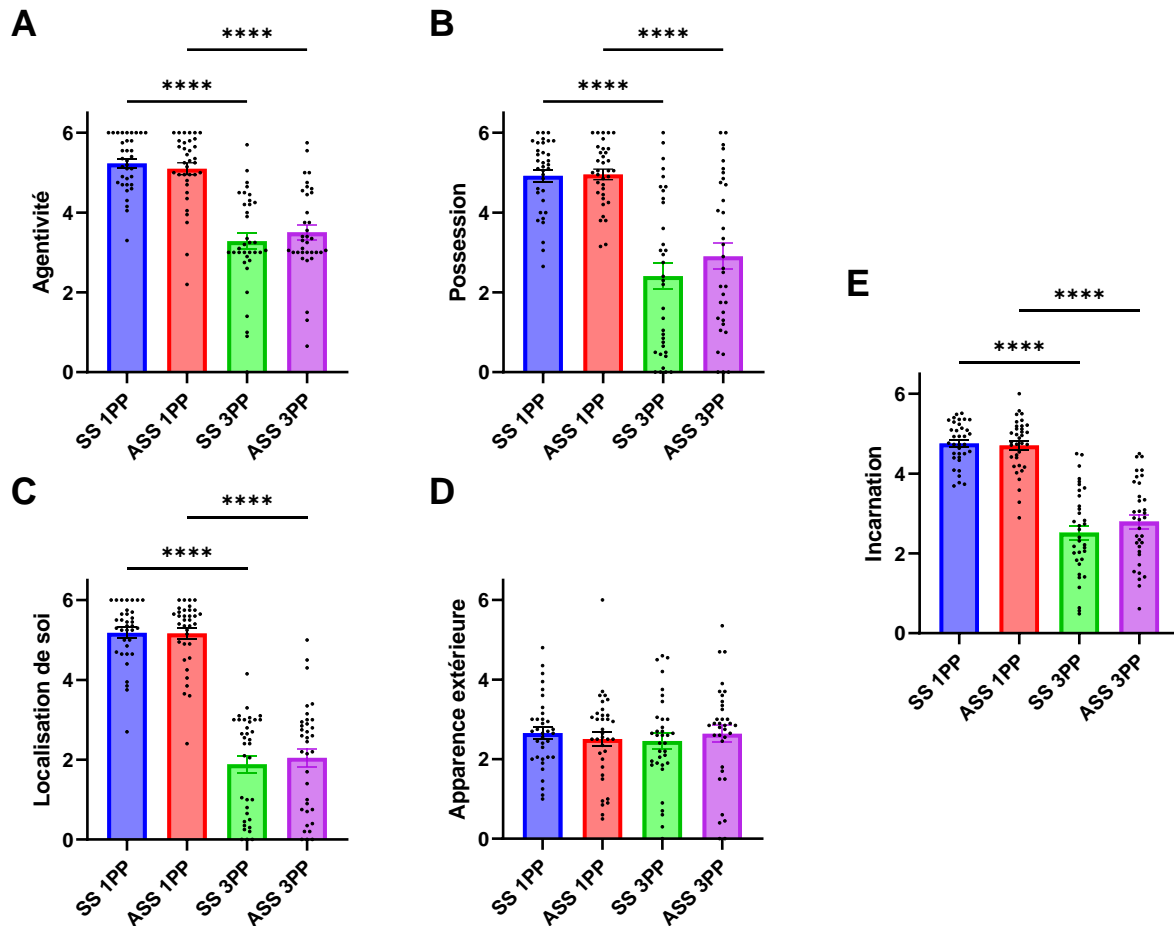 A
****
****
Agentivité
6
4
2
0
SS 1PP
ASS 1PP
SS 3PP
ASS 3PP
B
****
****
Possession
6
4
2
0
SS 1PP
ASS 1PP
SS 3PP
ASS 3PP
C
****
****
Localisation de soi
6
4
2
0
SS 1PP
ASS 1PP
SS 3PP
ASS 3PP
D
Apparence extérieure
6
4
2
0
SS 1PP
ASS 1PP
SS 3PP
ASS 3PP
E
****
****
Incarnation
6
4
2
0
SS 1PP
ASS 1PP
SS 3PP
ASS 3PP